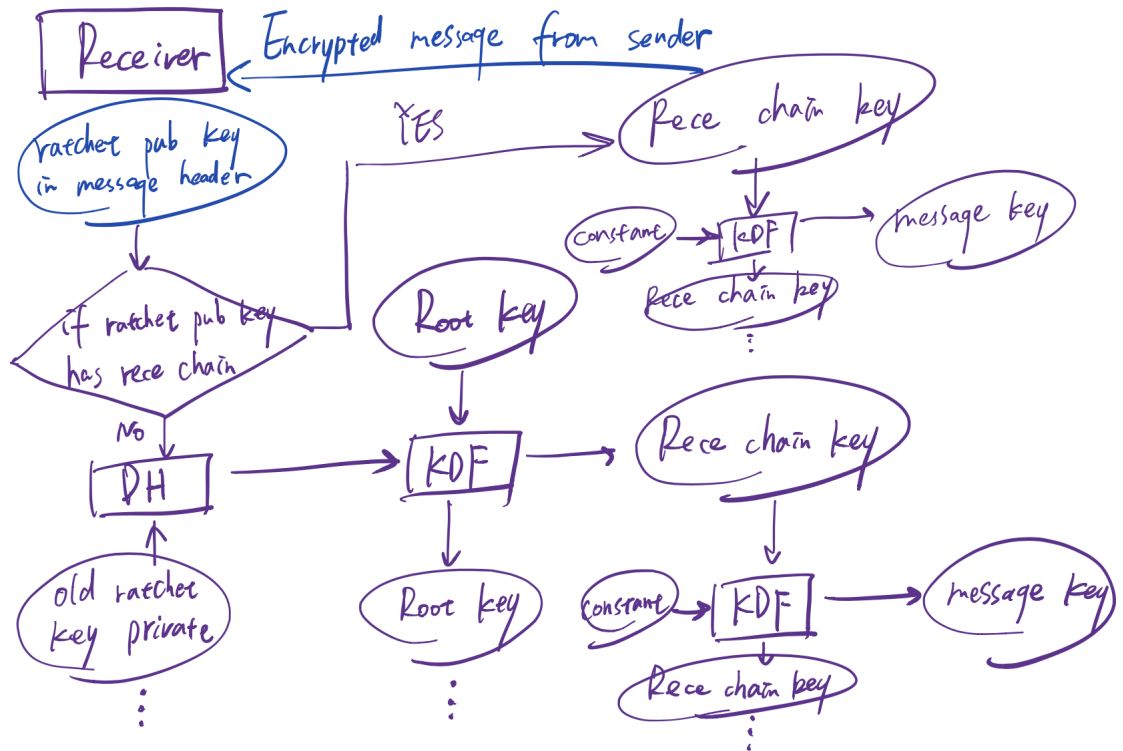 Receiver
Encrypted message from sender
ratchet pub key
in message header
YES
Rece chain key
constant
KDF
message key
Rece chain key
if ratchet pub key
has rece chain
Root key
No
DH
KDF
Rece chain key
old ratchet
key private
Root key
constant
KDF
message key
Rece chain key